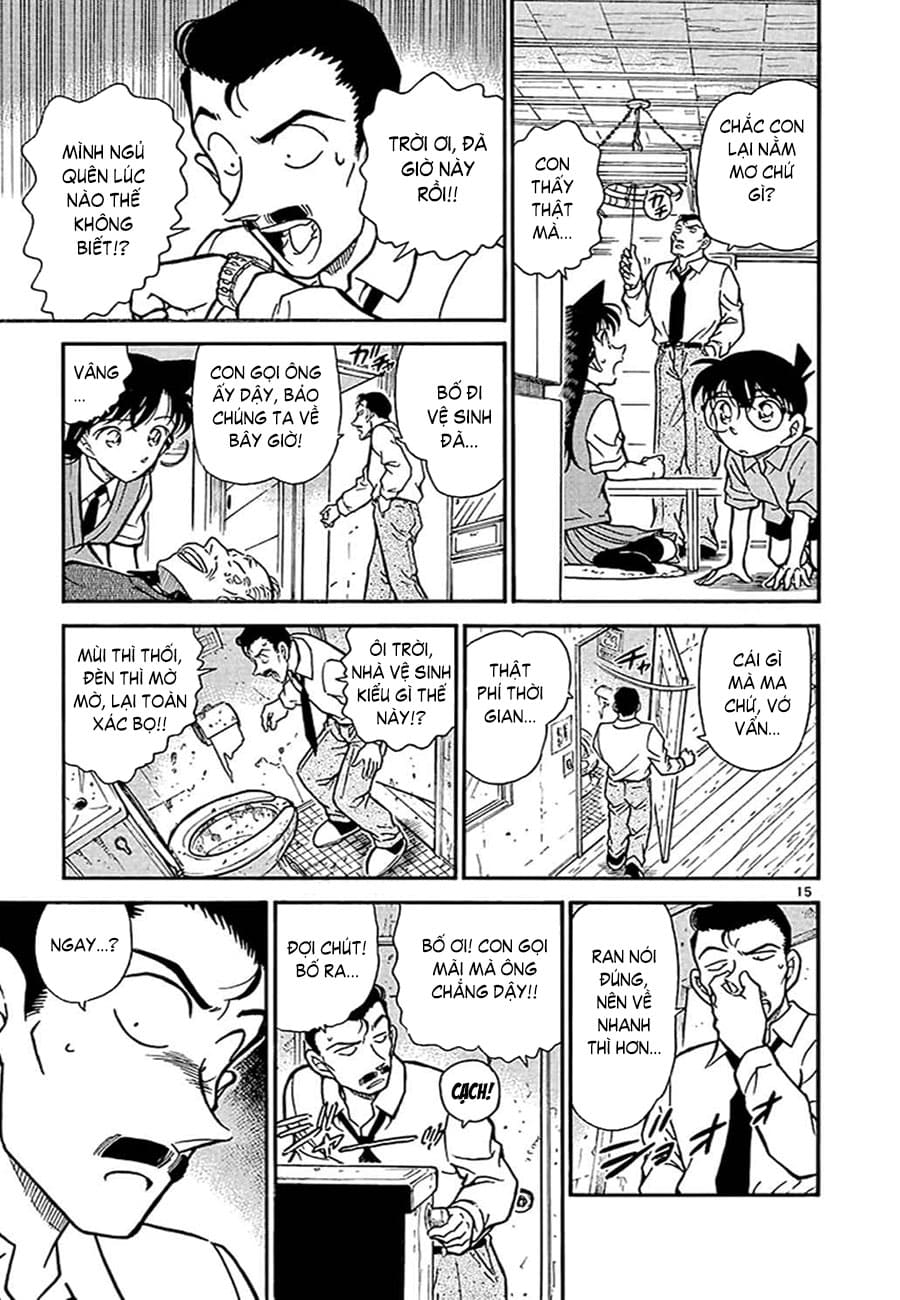 CHẮC CON
LẠI NẰM
MƠ CHỨ
GÌ?
CON
THẤY
THẬT
MÀ...
TRỜI ƠI, ĐÃ
GIỜ NÀY
RỒI!!
MÌNH NGỦ
QUÊN LÚC
NÀO THẾ
KHÔNG
BIẾT!?
BỐ ĐI
VỆ SINH
ĐÃ...
CON GỌI ÔNG
ẤY DẬY, BẢO
CHÚNG TA VỀ
BÂY GIỜ!
VÂNG
...
CÁI GÌ
MÀ MA
CHỨ, VỚ
VẨN...
THẬT
PHÍ THỜI
GIAN...
ÔI TRỜI,
NHÀ VỆ SINH
KIỂU GÌ THẾ
NÀY!?
MÙI THÌ THỐI,
ĐÈN THÌ MỜ
MỜ, LẠI TOÀN
XÁC BỌ!!
15
RAN NÓI
ĐÚNG,
NÊN VỀ
NHANH
THÌ HƠN...
BỐ ƠI! CON GỌI
MÃI MÀ ÔNG
CHẲNG DẬY!!
ĐỢI CHÚT!
BỐ RA...
CẠCH!
NGAY...?